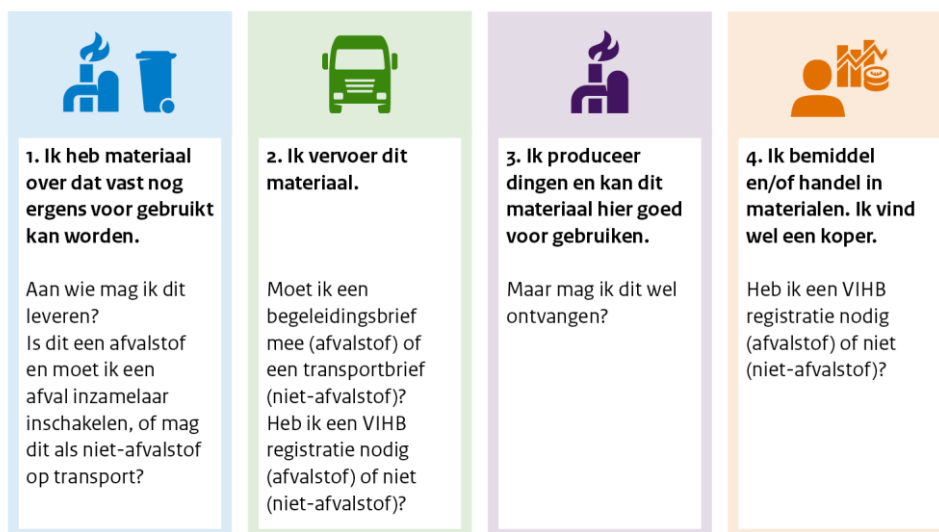 1. Ik heb materiaal
over dat vast nog
ergens voor gebruikt
kan worden.
Aan wie mag ik dit
leveren?
Is dit een afvalstof
en moet ik een
afval inzamelaar
inschakelen, of mag
dit als niet-afvalstof
op transport?
2. Ik vervoer dit
materiaal.
Moet ik een
begeleidingsbrief
mee (afvalstof) of
een transportbrief
(niet-afvalstof)?
Heb ik een VIHB
registratie nodig
(afvalstof) of niet
(niet-afvalstof)?
3. Ik produceer
dingen en kan dit
materiaal hier goed
voor gebruiken.
Maar mag ik dit wel
ontvangen?
4. Ik bemiddel
en/of handel in
materialen. Ik vind
wel een koper.
Heb ik een VIHB
registratie nodig
(afvalstof) of niet
(niet-afvalstof)?